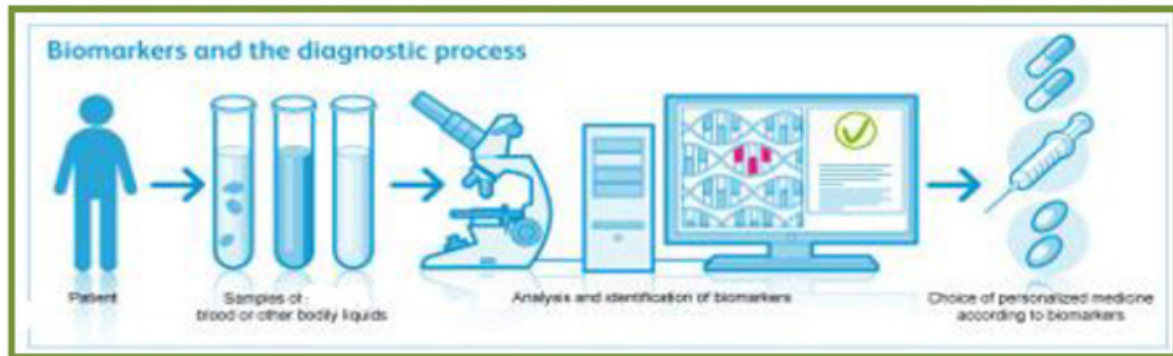 Biomarkers and the diagnostic process
Patient
Samples of
blood or other bodily liquids
Analysis and identification of biomarkers
Choice of personalized medicine
according to biomarkers